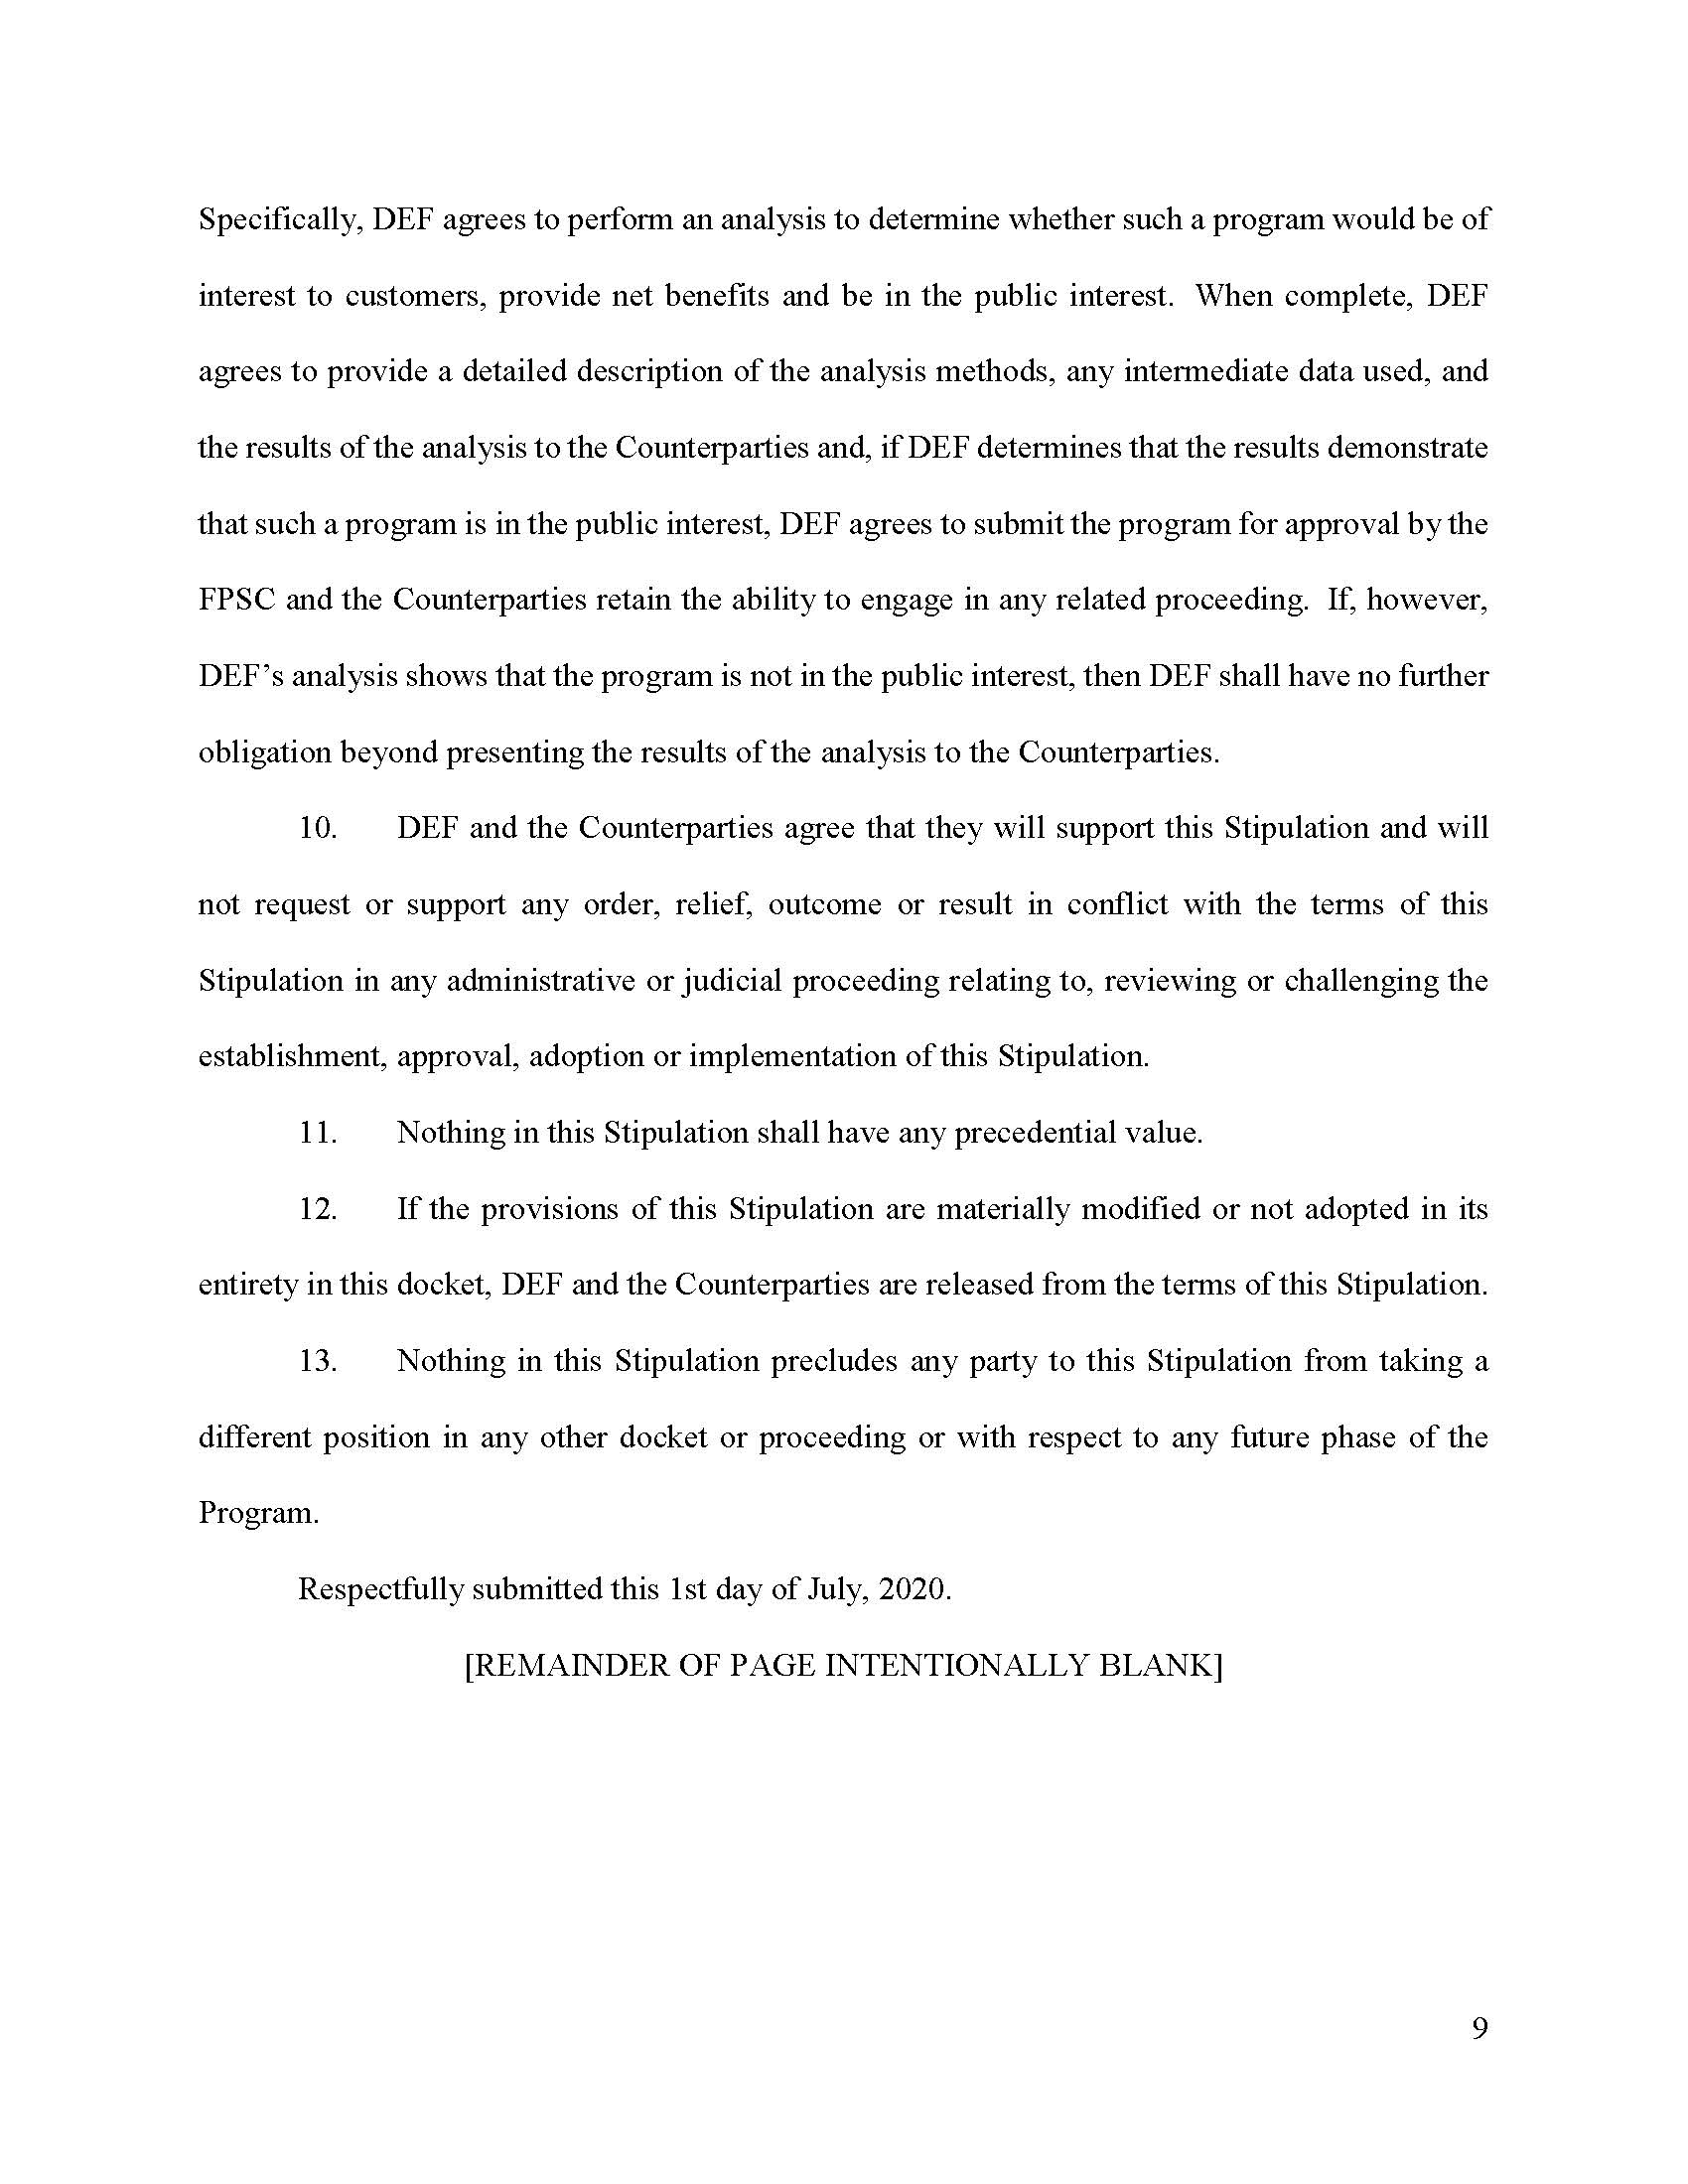 Specifically, DEF agrees to perform an analysis to determine whether such a program would be of
interest to customers, provide net benefits and be in the public interest.  When complete, DEF
agrees to provide a detailed description of the analysis methods, any intermediate data used, and
the results of the analysis to the Counterparties and, if DEF determines that the results demonstrate
that such a program is in the public interest, DEF agrees to submit the program for approval by the
FPSC and the Counterparties retain the ability to engage in any related proceeding.  If, however,
DEF’s analysis shows that the program is not in the public interest, then DEF shall have no further
obligation beyond presenting the results of the analysis to the Counterparties.
10. DEF and the Counterparties agree that they will support this Stipulation and will
not request or support any order, relief, outcome or result in conflict with the terms of this
Stipulation in any administrative or judicial proceeding relating to, reviewing or challenging the
establishment, approval, adoption or implementation of this Stipulation.
11. Nothing in this Stipulation shall have any precedential value.
12. If the provisions of this Stipulation are materially modified or not adopted in its
entirety in this docket, DEF and the Counterparties are released from the terms of this Stipulation.
13. Nothing in this Stipulation precludes any party to this Stipulation from taking a
different position in any other docket or proceeding or with respect to any future phase of the
Program.
Respectfully submitted this 1st day of July, 2020.
[REMAINDER OF PAGE INTENTIONALLY BLANK]
9